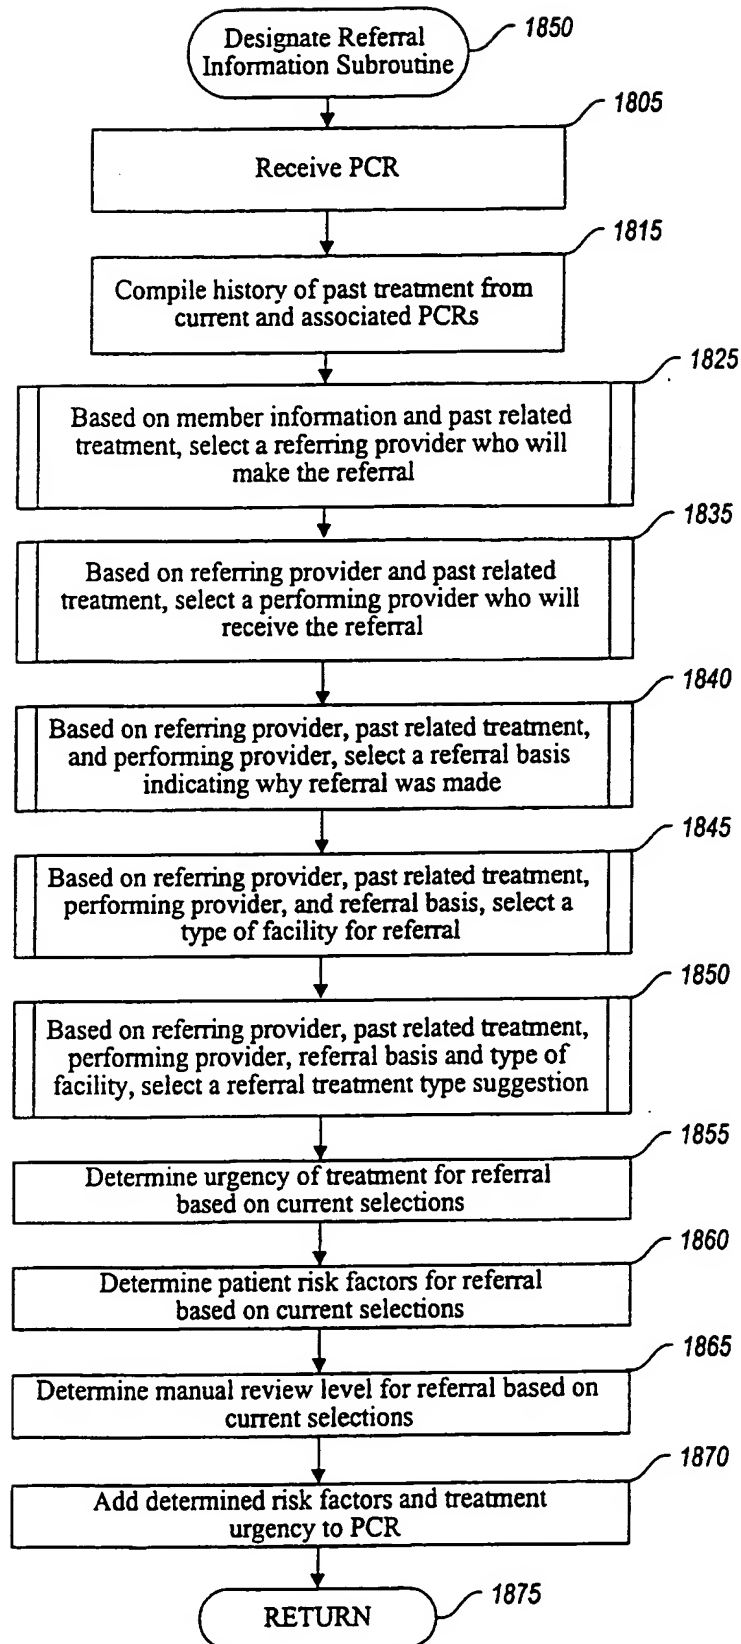 Designate Referral
Information Subroutine
1850
1805
Receive PCR
1815
Compile history of past treatment from
current and associated PCRs
1825
Based on member information and past related
treatment, select a referring provider who will
make the referral
1835
Based on referring provider and past related
treatment, select a performing provider who will
receive the referral
1840
Based on referring provider, past related treatment,
and performing provider, select a referral basis
indicating why referral was made
1845
Based on referring provider, past related treatment,
performing provider, and referral basis, select a
type of facility for referral
1850
Based on referring provider, past related treatment,
performing provider, referral basis and type of
facility, select a referral treatment type suggestion
1855
Determine urgency of treatment for referral
based on current selections
1860
Determine patient risk factors for referral
based on current selections
1865
Determine manual review level for referral based on
current selections
1870
Add determined risk factors and treatment
urgency to PCR
RETURN
1875